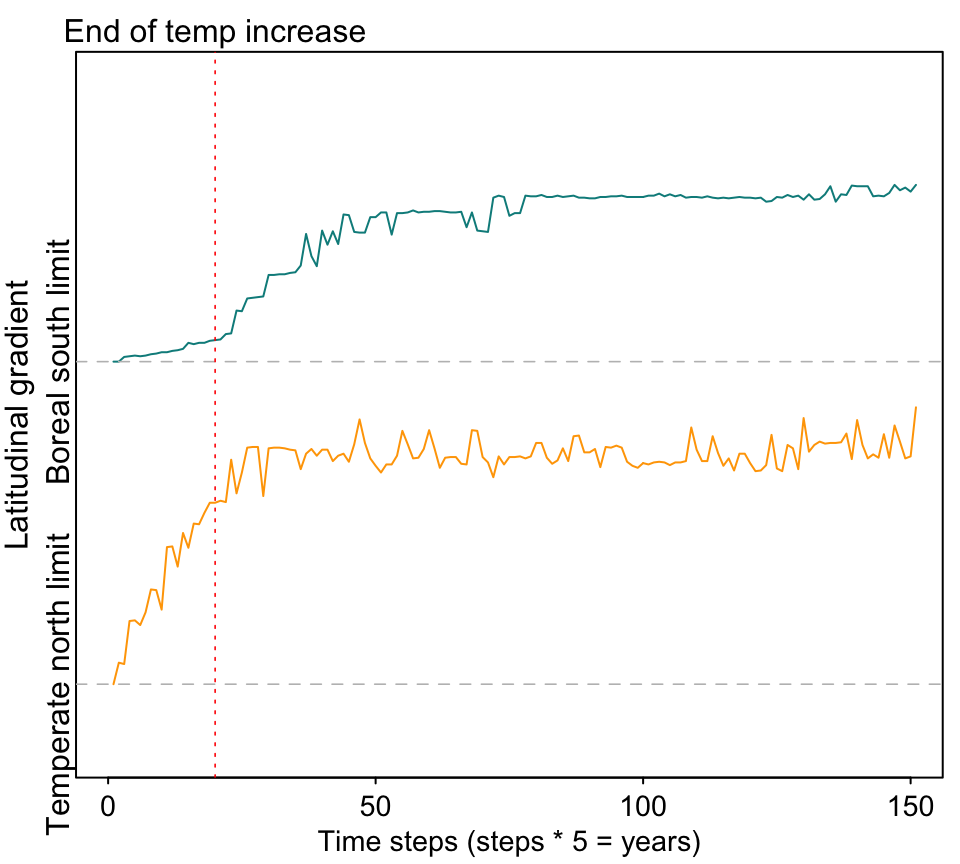 End of temp increase
Latitudinal gradient
Boreal south limit
Temperate north limit
0 50 100 150
Time steps (steps * 5 = years)